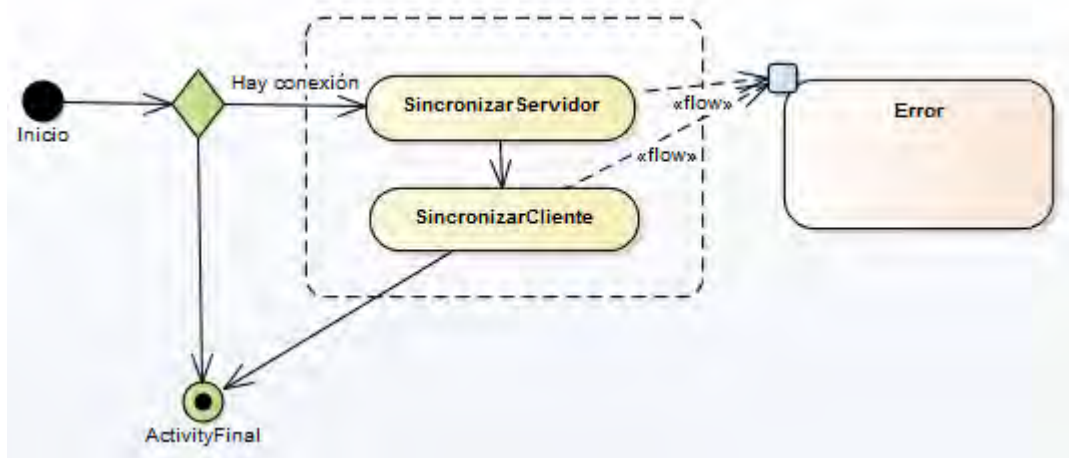 Inicio
Hay conexión
SincronizarServidor
«flow»
Error
«flow»
SincronizarCliente
ActivityFinal